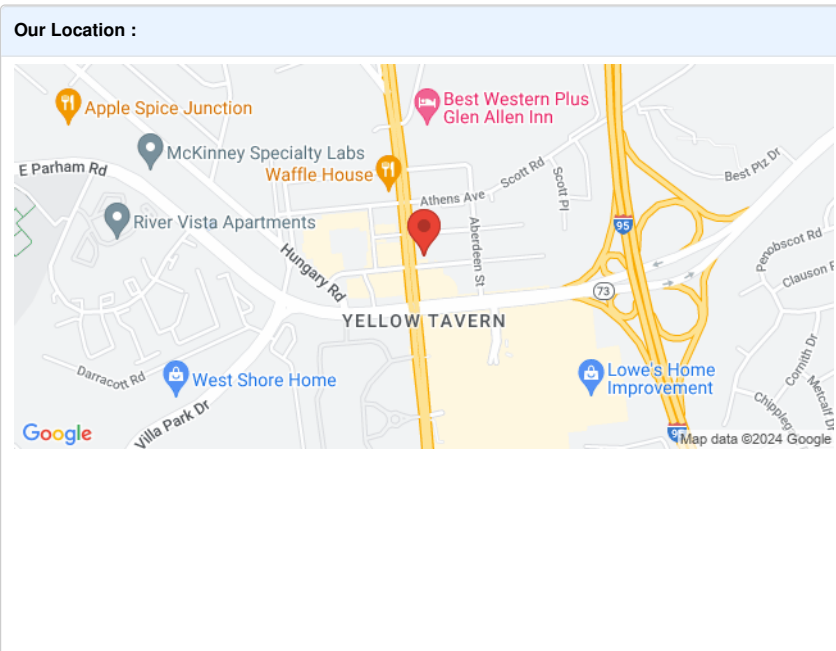 Our Location :
Apple Spice Junction
Best Western Plus
Glen Allen Inn
McKinney Specialty Labs
E Parham Rd
Waffle House
Scott Rd
Best Plz Dr
Athens Ave
Scott Pl
River Vista Apartments
95
Aberdeen St
Penobscot Rd
Hungary Rd
Clauson
73
YELLOW TAVERN
Cornith Dr
Darracott Rd
West Shore Home
Lowe's Home
Improvement
Metcalf Dr
Chippleg
Villa Park Dr
Google
Map data ©2024 Google